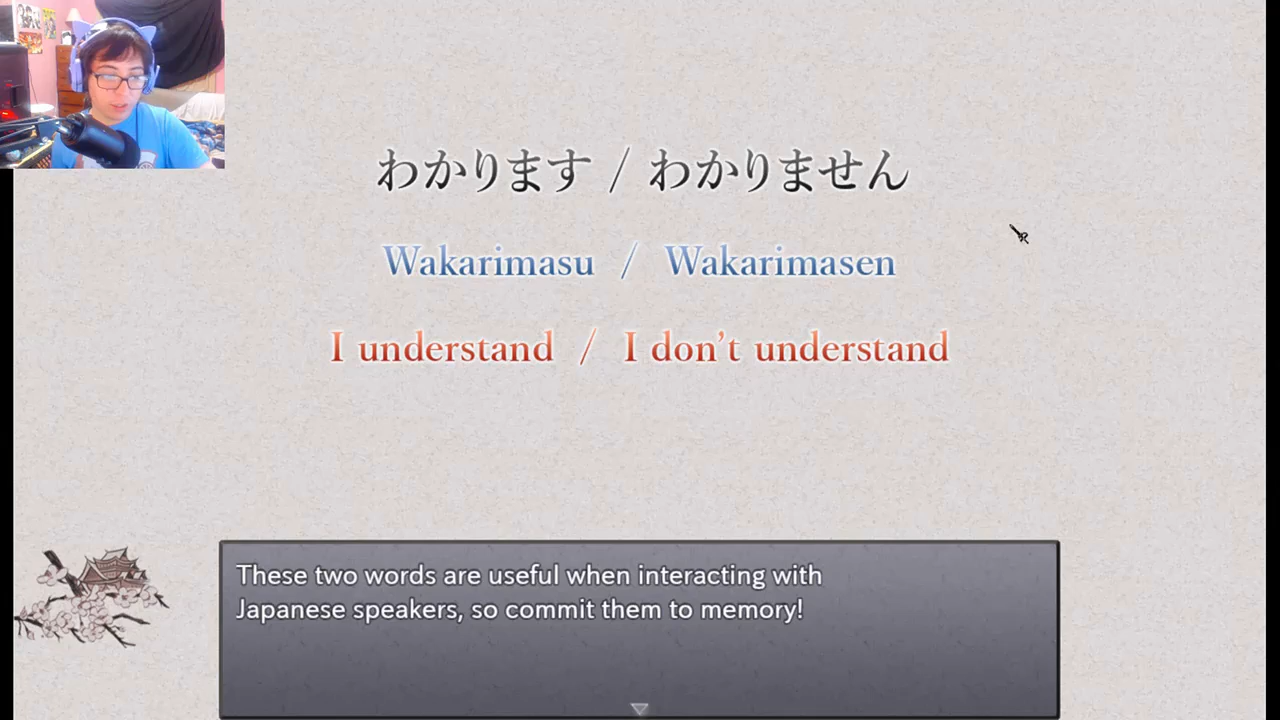 わかります / わかりません
Wakarimasu / Wakarimasen
I understand / I don't understand
These two words are useful when interacting with
Japanese speakers, so commit them to memory!